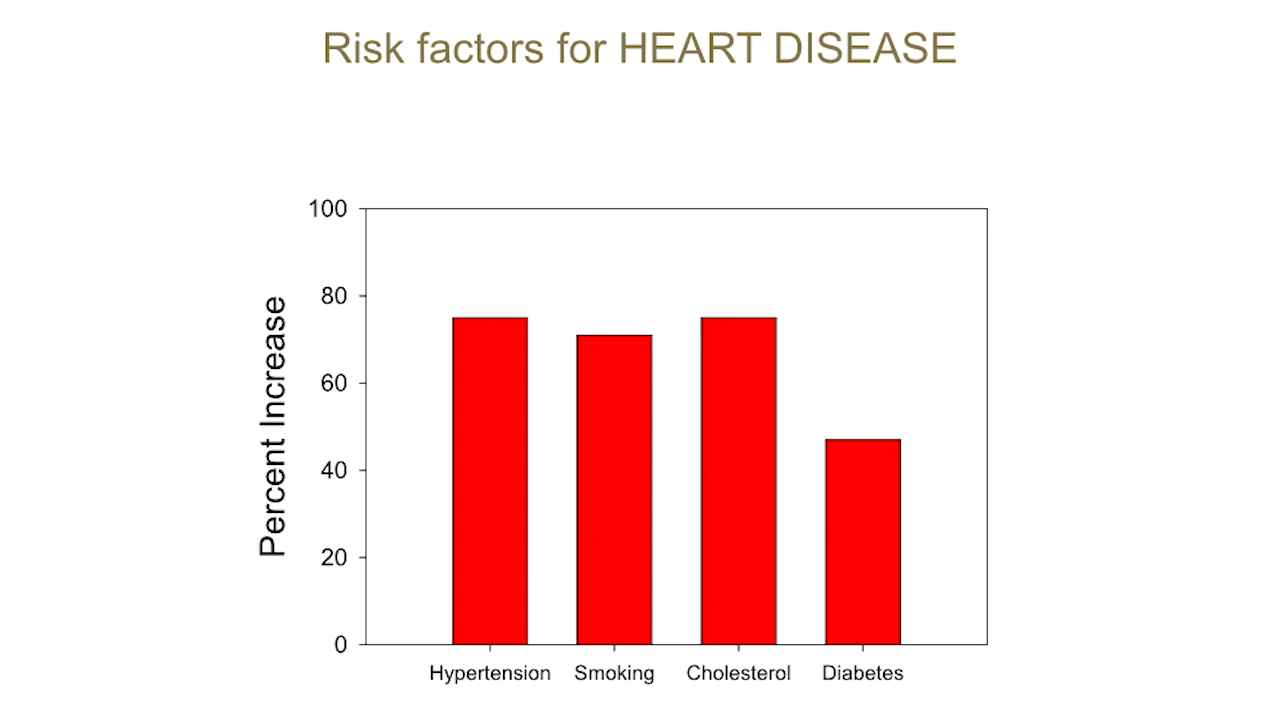 Risk factors for HEART DISEASE
100
80
60
40
20
0
Percent Increase
Hypertension Smoking Cholesterol Diabetes